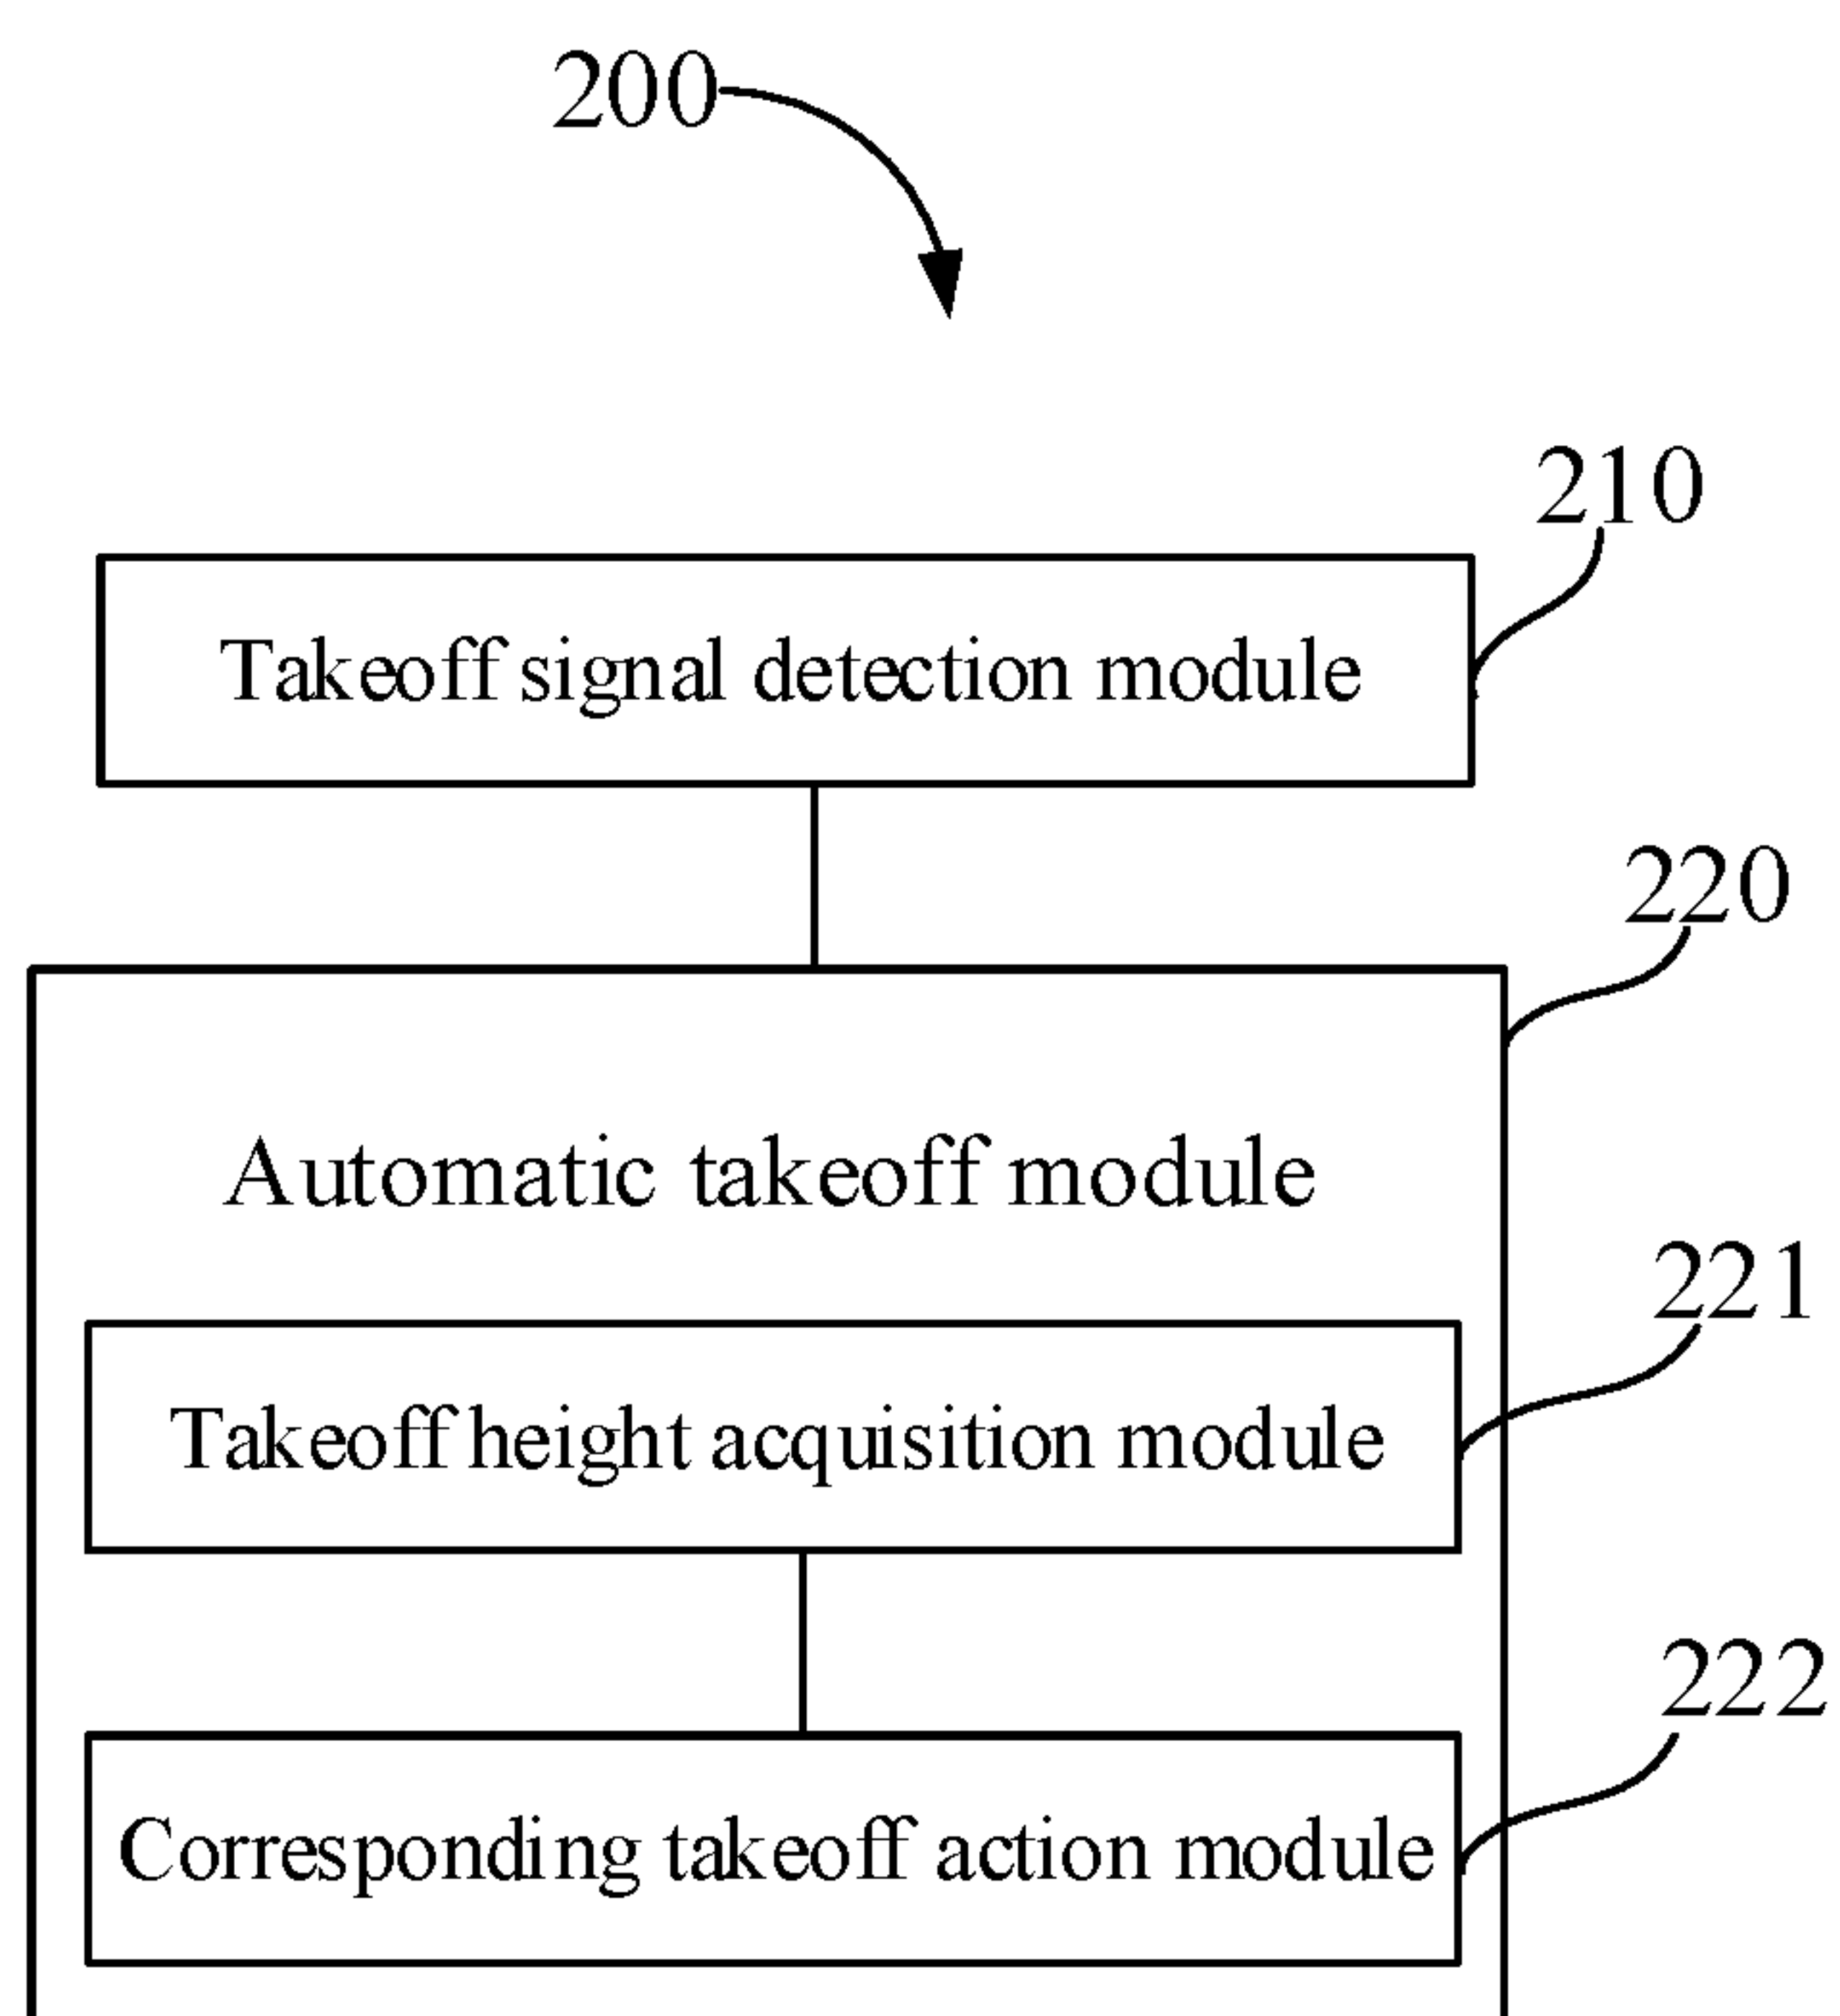 200
210
Takeoff signal detection module
220
Automatic takeoff module
221
Takeoff height acquisition module
222
Corresponding takeoff action module